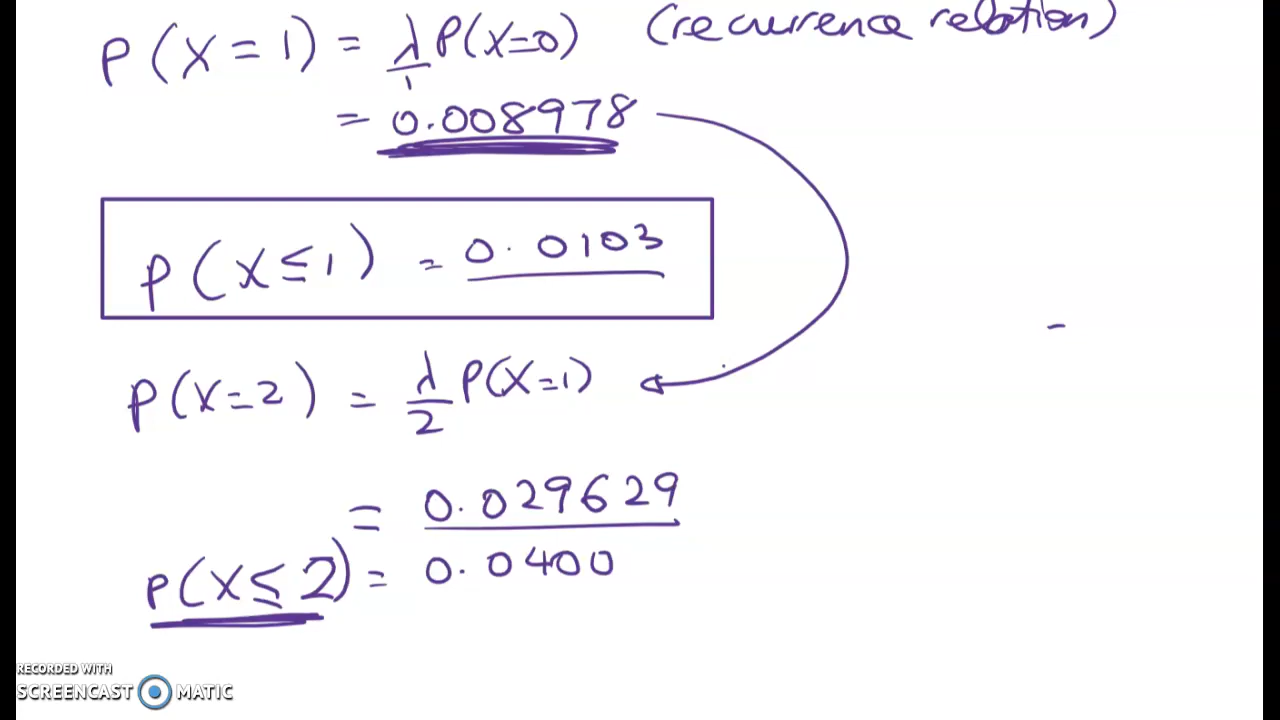 P(X=1) = λ/1 P(X=0) (recurrence relation)
= 0.008978
P(X≤1) = 0.0103
P(X=2) = λ/2 P(X=1)
= 0.029629
P(X≤2) = 0.0400
RECORDED WITH
SCREENCAST MATIC